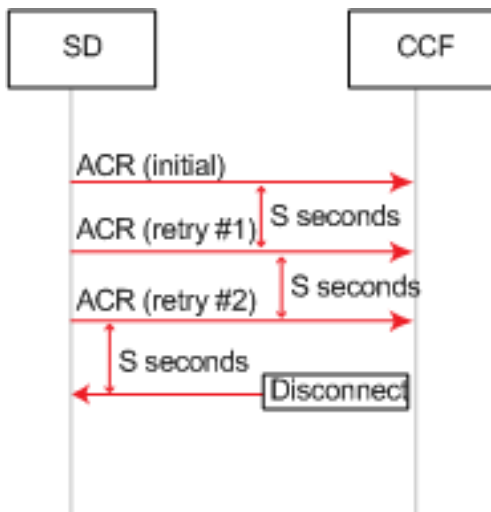 SD
CCF
ACR (initial)
S seconds
ACR (retry #1)
S seconds
ACR (retry #2)
S seconds
Disconnect